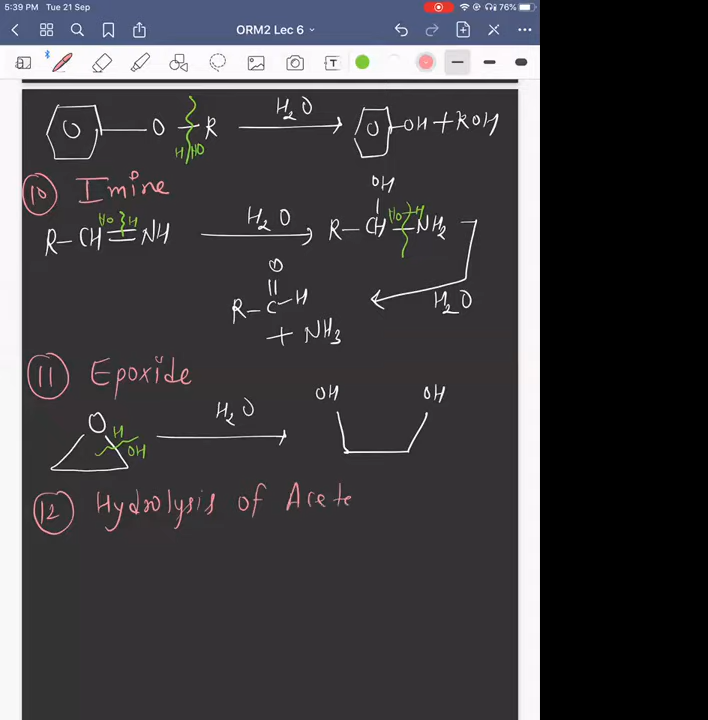 5:39 PM Tue 21 Sep 76%
ORM2 Lec 6
T
O O R H2O O OH + ROH
H HO
10 Imine
OH
R-CH=NH H2O R-CH-NH2
HO H HO H
O
R-C-H H2O
+ NH3
11 Epoxide
O H2O OH OH
H
OH
12 Hydrolysis of Acete